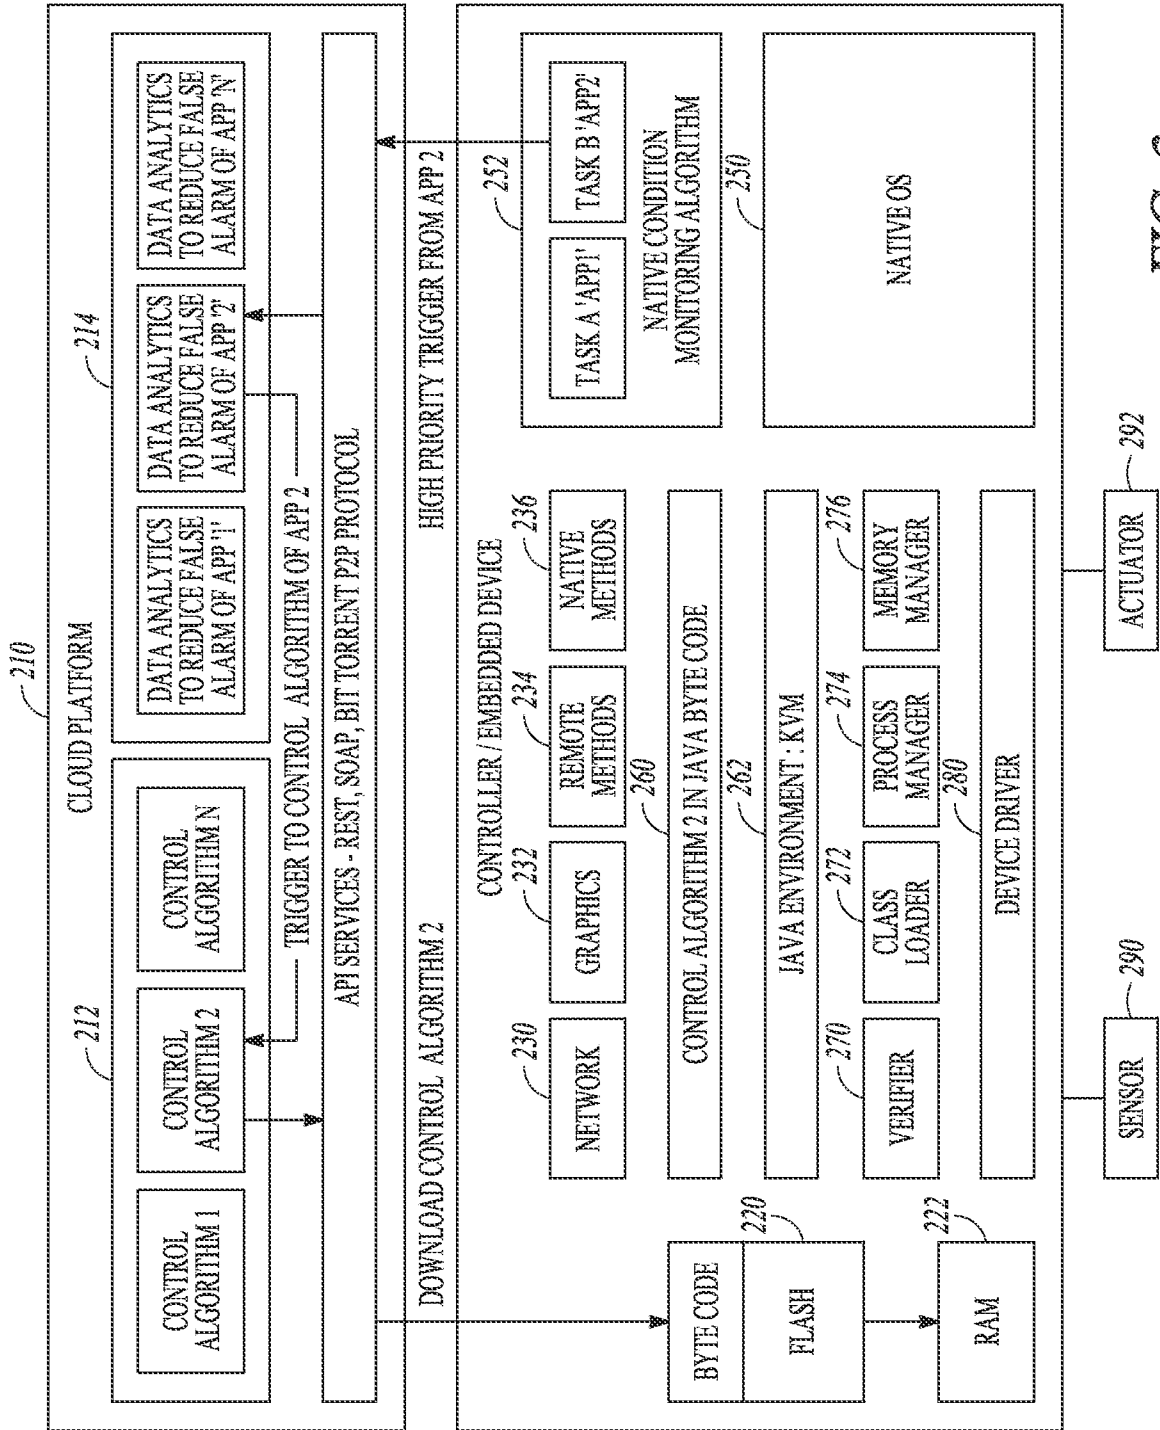 210
CLOUD PLATFORM
212
CONTROL
ALGORITHM 1
CONTROL
ALGORITHM 2
CONTROL
ALGORITHM N
214
DATA ANALYTICS
TO REDUCE FALSE
ALARM OF APP '1'
DATA ANALYTICS
TO REDUCE FALSE
ALARM OF APP '2'
DATA ANALYTICS
TO REDUCE FALSE
ALARM OF APP 'N'
TRIGGER TO CONTROL ALGORITHM OF APP 2
API SERVICES - REST, SOAP, BIT TORRENT P2P PROTOCOL
DOWNLOAD CONTROL ALGORITHM 2
HIGH PRIORITY TRIGGER FROM APP 2
CONTROLLER / EMBEDDED DEVICE
230
NETWORK
232
GRAPHICS
234
REMOTE
METHODS
236
NATIVE
METHODS
252
TASK A 'APP1'
TASK B 'APP2'
NATIVE CONDITION
MONITORING ALGORITHM
BYTE CODE
220
FLASH
222
RAM
260
CONTROL ALGORITHM 2 IN JAVA BYTE CODE
262
JAVA ENVIRONMENT : KVM
250
NATIVE OS
270
VERIFIER
272
CLASS
LOADER
274
PROCESS
MANAGER
276
MEMORY
MANAGER
280
DEVICE DRIVER
290
SENSOR
292
ACTUATOR